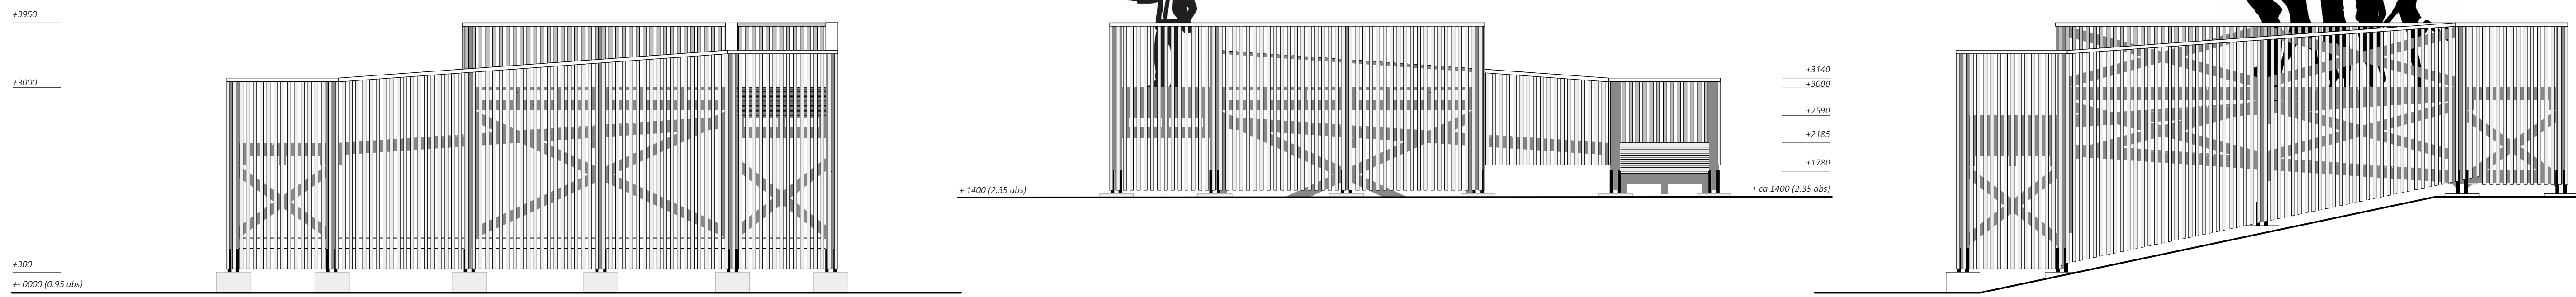 +3950
+3000
+300
+- 0000 (0.95 abs)
+ 1400 (2.35 abs)
+3140
+3000
+2590
+2185
+1780
+ ca 1400 (2.35 abs)